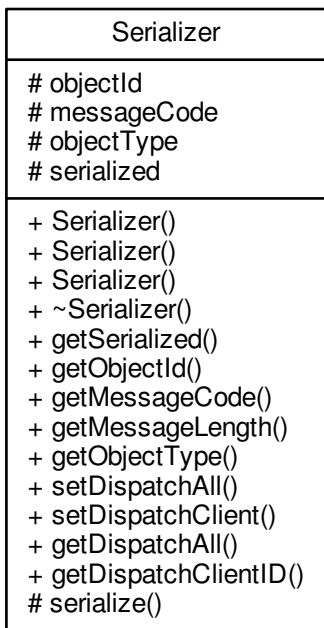 Serializer
# objectId
# messageCode
# objectType
# serialized
+ Serializer()
+ Serializer()
+ Serializer()
+ ~Serializer()
+ getSerialized()
+ getObjectId()
+ getMessageCode()
+ getMessageLength()
+ getObjectType()
+ setDispatchAll()
+ setDispatchClient()
+ getDispatchAll()
+ getDispatchClientID()
# serialize()